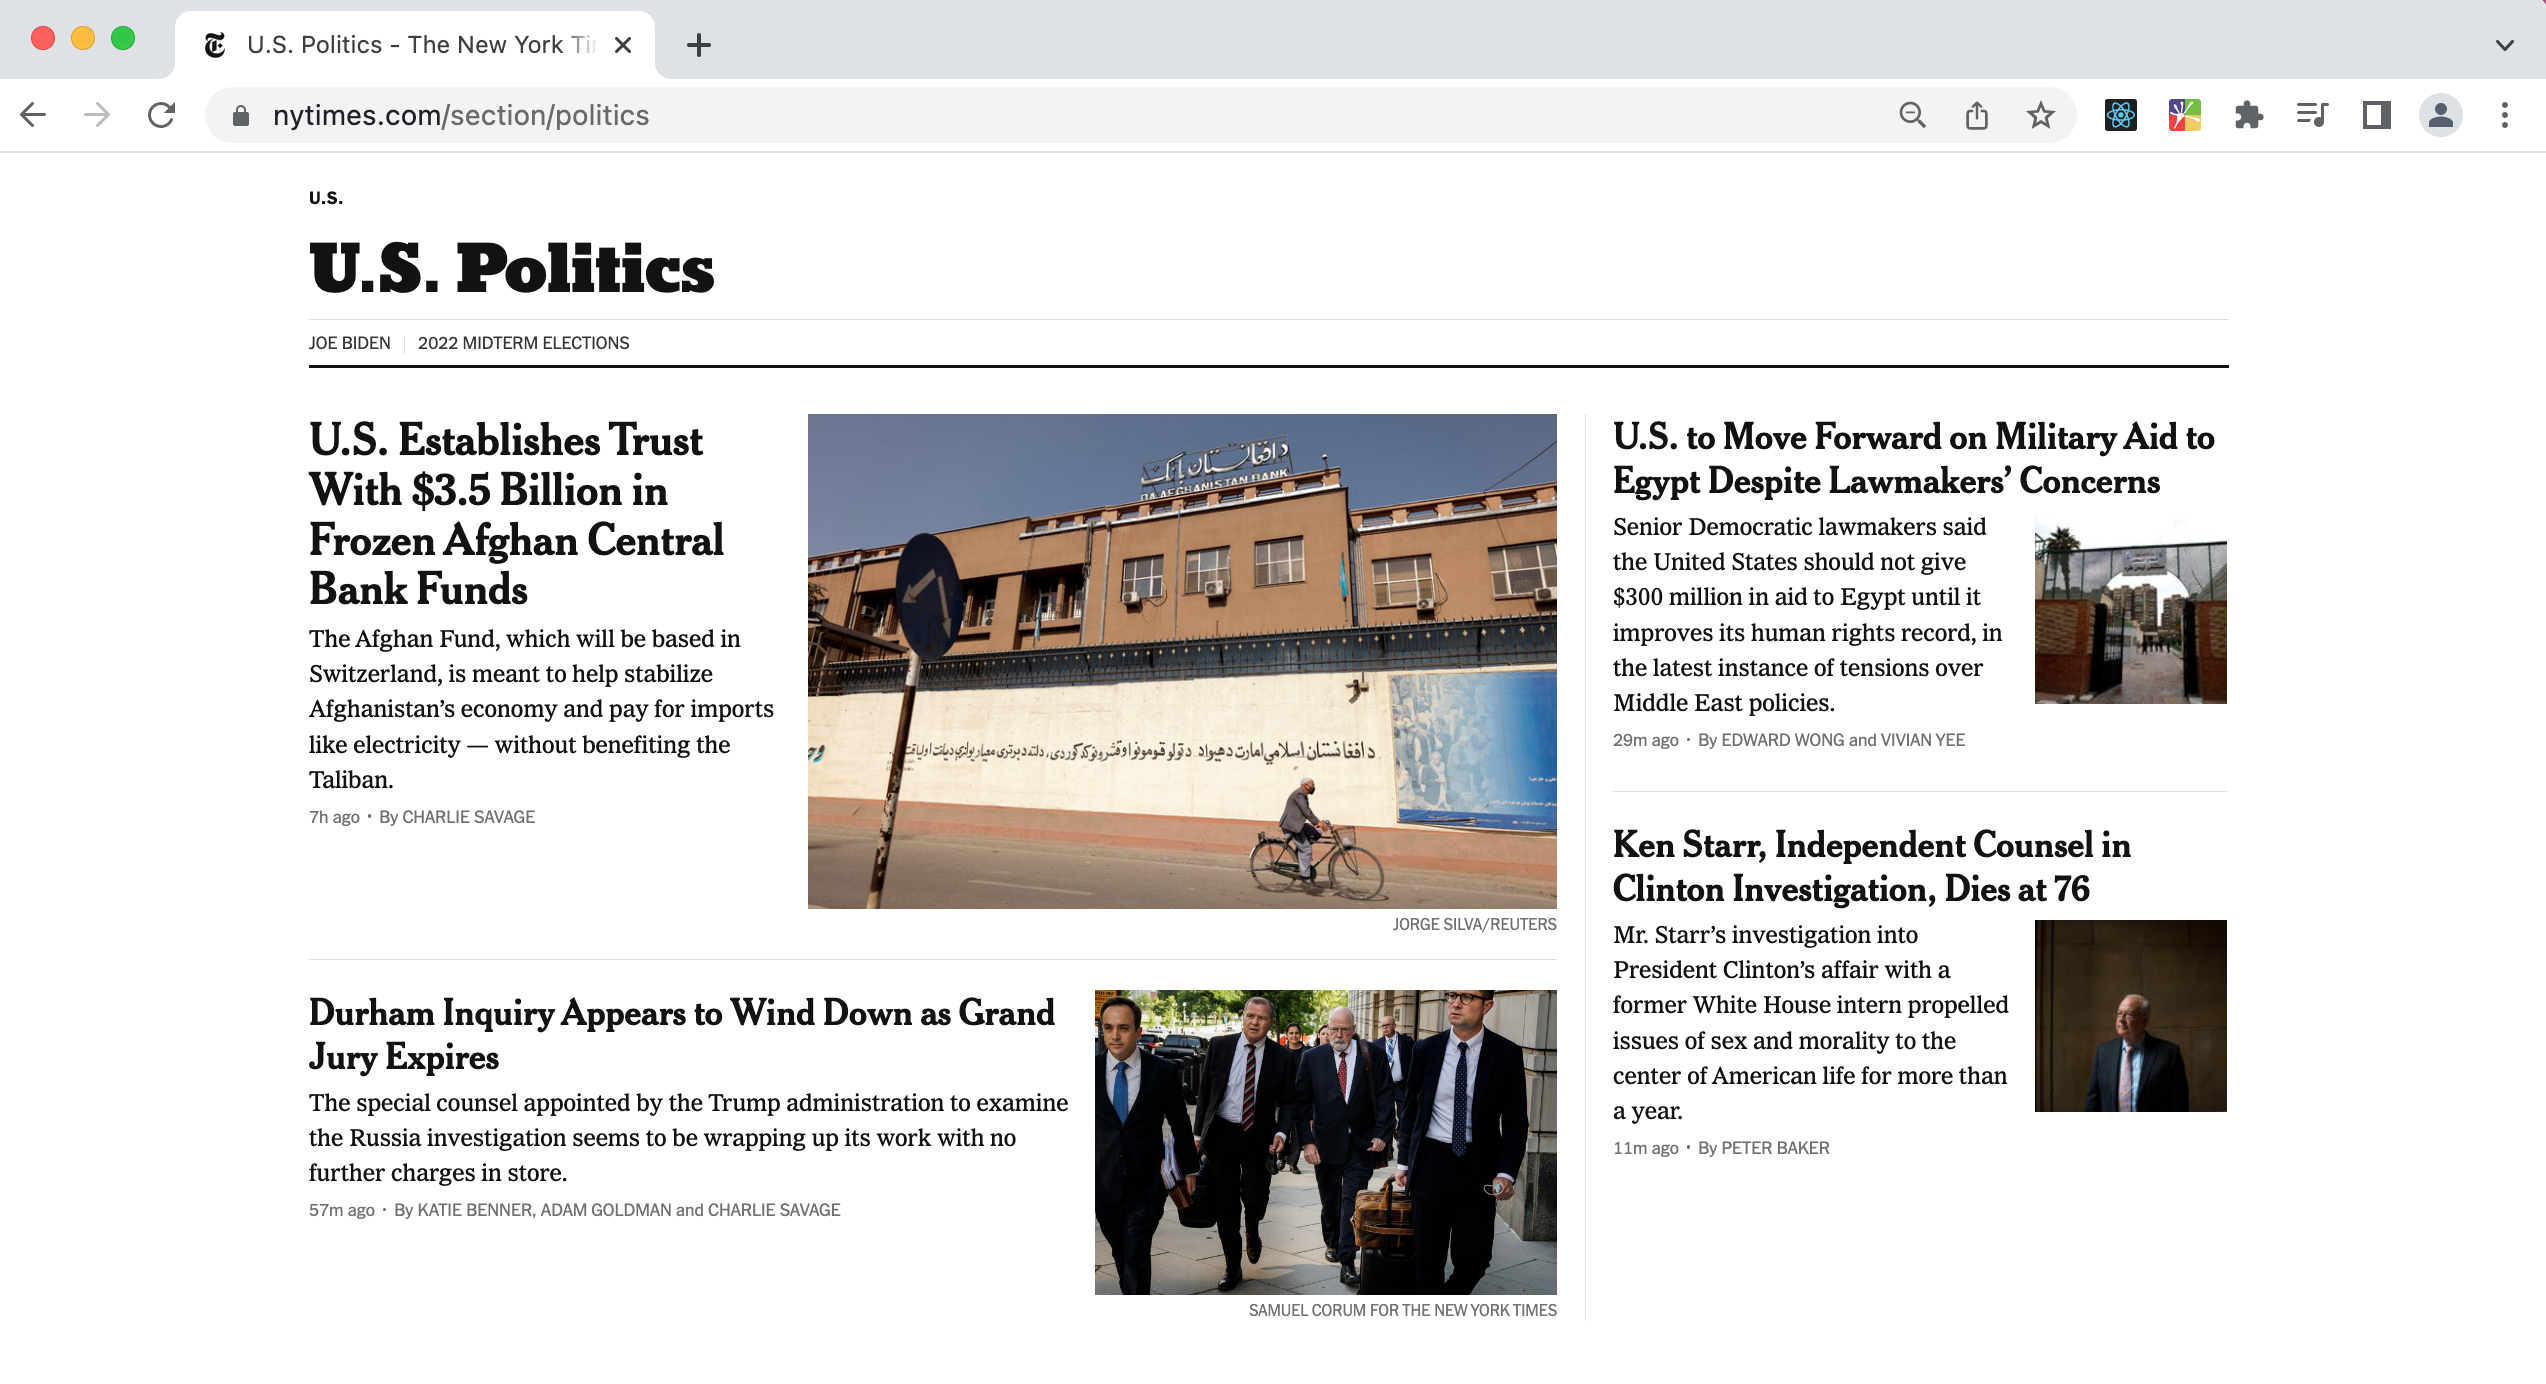 U.S. Politics - The New York Ti
nytimes.com/section/politics
U.S.
U.S. Politics
JOE BIDEN
2022 MIDTERM ELECTIONS
U.S. Establishes Trust
With $3.5 Billion in
Frozen Afghan Central
Bank Funds
The Afghan Fund, which will be based in
Switzerland, is meant to help stabilize
Afghanistan’s economy and pay for imports
like electricity — without benefiting the
Taliban.
7h ago · By CHARLIE SAVAGE
د افغانستان بانک
DA AFGHANISTAN BANK
JORGE SILVA/REUTERS
Durham Inquiry Appears to Wind Down as Grand
Jury Expires
The special counsel appointed by the Trump administration to examine
the Russia investigation seems to be wrapping up its work with no
further charges in store.
57m ago · By KATIE BENNER, ADAM GOLDMAN and CHARLIE SAVAGE
SAMUEL CORUM FOR THE NEW YORK TIMES
U.S. to Move Forward on Military Aid to
Egypt Despite Lawmakers’ Concerns
Senior Democratic lawmakers said
the United States should not give
$300 million in aid to Egypt until it
improves its human rights record, in
the latest instance of tensions over
Middle East policies.
29m ago · By EDWARD WONG and VIVIAN YEE
Ken Starr, Independent Counsel in
Clinton Investigation, Dies at 76
Mr. Starr’s investigation into
President Clinton’s affair with a
former White House intern propelled
issues of sex and morality to the
center of American life for more than
a year.
11m ago · By PETER BAKER